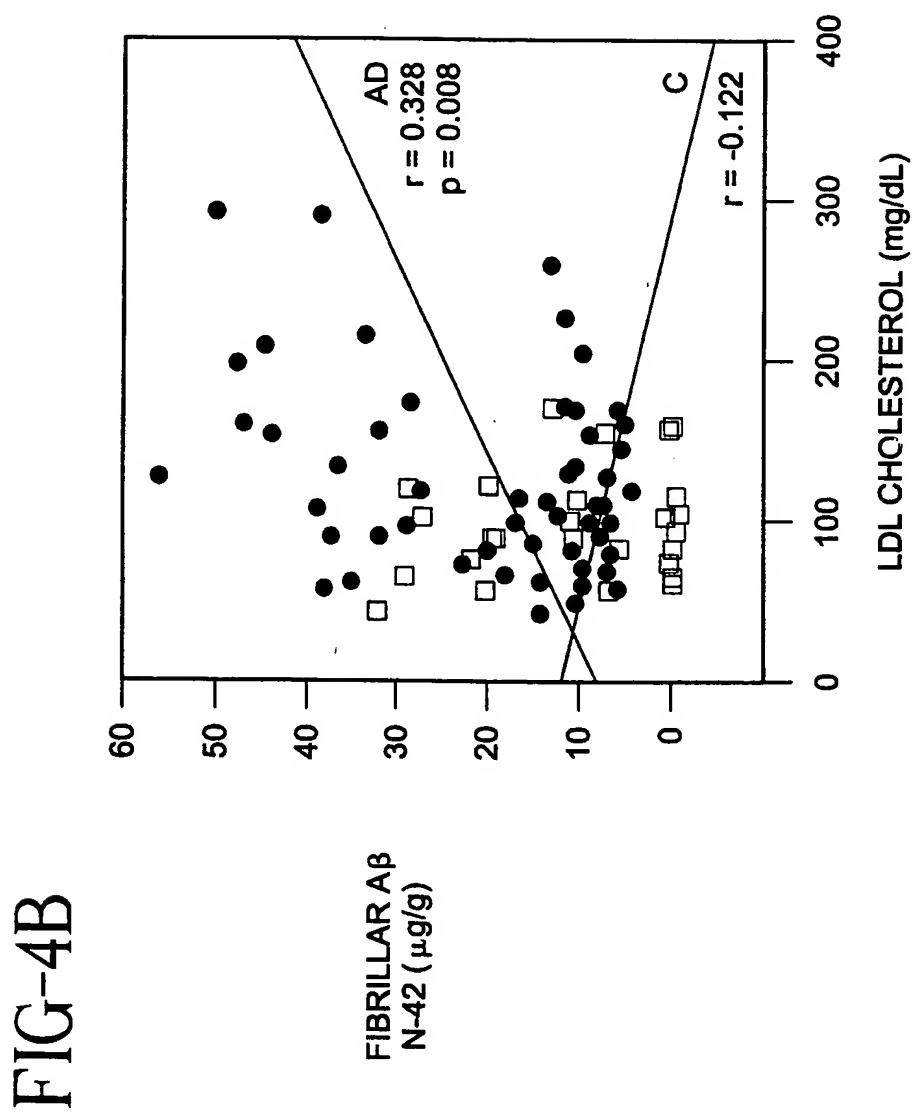 FIG-4B
FIBRILLAR Aβ
N-42 (μg/g)
60
50
40
30
20
10
0
AD
r = 0.328
p = 0.008
C
r = -0.122
0
100
200
300
400
LDL CHOLESTEROL (mg/dL)